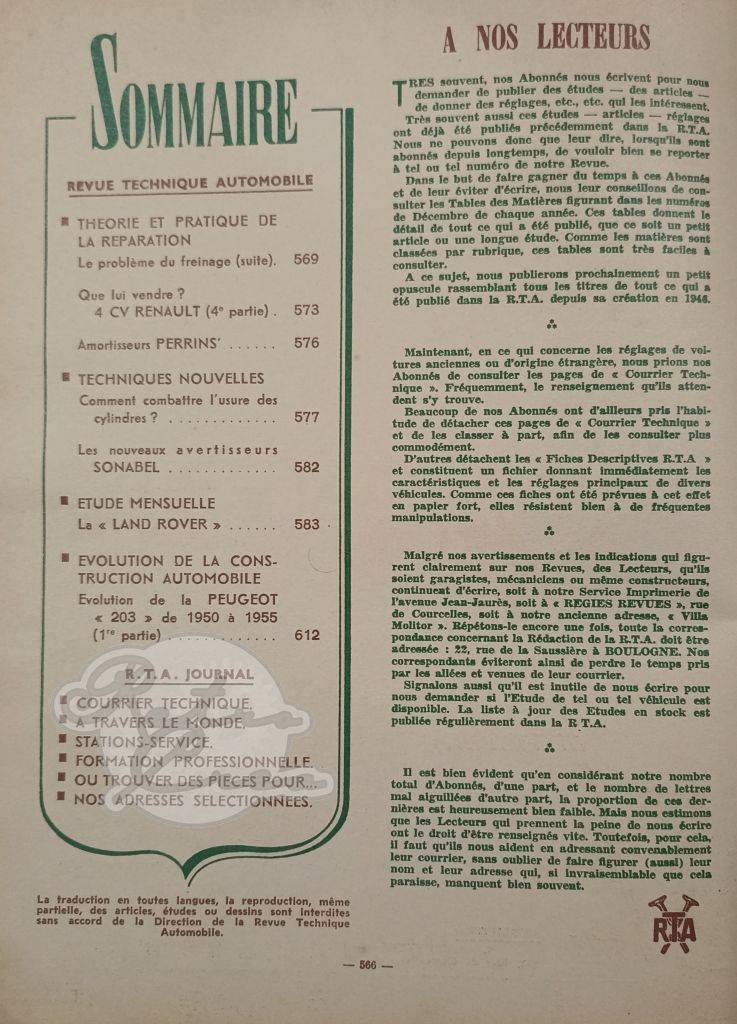 SOMMAIRE
REVUE TECHNIQUE AUTOMOBILE
■ THEORIE ET PRATIQUE DE
LA REPARATION
Le problème du freinage (suite). 569
Que lui vendre ?
4 CV RENAULT (4e partie) . 573
Amortisseurs PERRINS' . . . . . . 576
■ TECHNIQUES NOUVELLES
Comment combattre l'usure des
cylindres ? . . . . . . . . . . . . 577
Les nouveaux avertisseurs
SONABEL . . . . . . . . . . . . 582
■ ETUDE MENSUELLE
La « LAND ROVER » . . . . . . 583
■ EVOLUTION DE LA CONS-
TRUCTION AUTOMOBILE
Evolution de la PEUGEOT
« 203 » de 1950 à 1955
(1re partie) . . . . . . . . . . . . 612
R.T.A. JOURNAL
■ COURRIER TECHNIQUE.
■ A TRAVERS LE MONDE.
■ STATIONS-SERVICE.
■ FORMATION PROFESSIONNELLE.
■ OU TROUVER DES PIECES POUR...
■ NOS ADRESSES SELECTIONNEES.
La traduction en toutes langues, la reproduction, même
partielle, des articles, études ou dessins sont interdites
sans accord de la Direction de la Revue Technique
Automobile.
A NOS LECTEURS
TRES souvent, nos Abonnés nous écrivent pour nous
demander de publier des études — des articles —
de donner des réglages, etc., etc. qui les intéressent.
Très souvent aussi ces études — articles — réglages
ont déjà été publiés précédemment dans la R.T.A.
Nous ne pouvons donc que leur dire, lorsqu'ils sont
abonnés depuis longtemps, de vouloir bien se reporter
à tel ou tel numéro de notre Revue.
Dans le but de faire gagner du temps à ces Abonnés
et de leur éviter d'écrire, nous leur conseillons de con-
sulter les Tables des Matières figurant dans les numéros
de Décembre de chaque année. Ces tables donnent le
détail de tout ce qui a été publié, que ce soit un petit
article ou une longue étude. Comme les matières sont
classées par rubrique, ces tables sont très faciles à
consulter.
A ce sujet, nous publierons prochainement un petit
opuscule rassemblant tous les titres de tout ce qui a
été publié dans la R.T.A. depuis sa création en 1946.
Maintenant, en ce qui concerne les réglages de voi-
tures anciennes ou d'origine étrangère, nous prions nos
Abonnés de consulter les pages de « Courrier Tech-
nique ». Fréquemment, le renseignement qu'ils atten-
dent s'y trouve.
Beaucoup de nos Abonnés ont d'ailleurs pris l'habi-
tude de détacher ces pages de « Courrier Technique »
et de les classer à part, afin de les consulter plus
commodément.
D'autres détachent les « Fiches Descriptives R.T.A »
et constituent un fichier donnant immédiatement les
caractéristiques et les réglages principaux de divers
véhicules. Comme ces fiches ont été prévues à cet effet
en papier fort, elles résistent bien à de fréquentes
manipulations.
Malgré nos avertissements et les indications qui figu-
rent clairement sur nos Revues, des Lecteurs, qu'ils
soient garagistes, mécaniciens ou même constructeurs,
continuent d'écrire, soit à notre Service Imprimerie de
l'avenue Jean-Jaurès, soit à « REGIES REVUES », rue
de Courcelles, soit à notre ancienne adresse, « Villa
Molitor ». Répétons-le encore une fois, toute la corres-
pondance concernant la Rédaction de la R.T.A. doit être
adressée : 22, rue de la Saussière à BOULOGNE. Nos
correspondants éviteront ainsi de perdre le temps pris
par les allées et venues de leur courrier.
Signalons aussi qu'il est inutile de nous écrire pour
nous demander si l'Etude de tel ou tel véhicule est
disponible. La liste à jour des Etudes en stock est
publiée régulièrement dans la R T.A.
Il est bien évident qu'en considérant notre nombre
total d'Abonnés, d'une part, et le nombre de lettres
mal aiguillées d'autre part, la proportion de ces der-
nières est heureusement bien faible. Mais nous estimons
que les Lecteurs qui prennent la peine de nous écrire
ont le droit d'être renseignés vite. Toutefois, pour cela,
il faut qu'ils nous aident en adressant convenablement
leur courrier, sans oublier de faire figurer (aussi) leur
nom et leur adresse qui, si invraisemblable que cela
paraisse, manquent bien souvent.
RTA
— 566 —